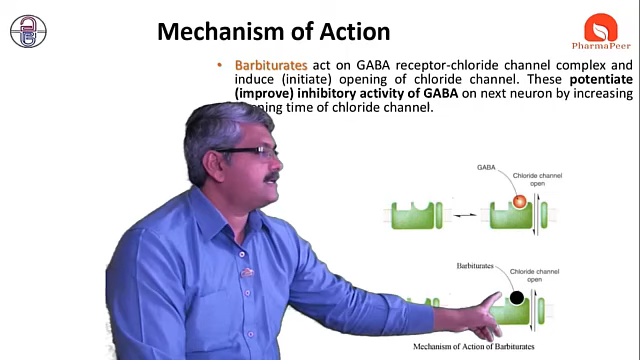 Mechanism of Action
PharmaPeer
• Barbiturates act on GABA receptor-chloride channel complex and
induce (initiate) opening of chloride channel. These potentiate
(improve) inhibitory activity of GABA on next neuron by increasing
time of chloride channel.
GABA
Chloride channel
open
Barbiturates
Chloride channel
open
Mechanism of Action of Barbiturates